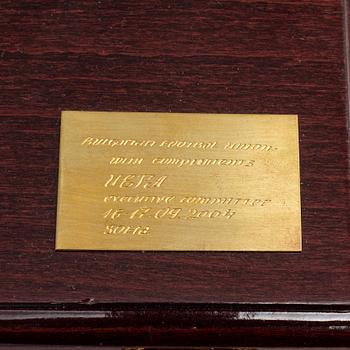 BULGARIAN FOOTBALL UNION
WITH COMPLIMENTS
UEFA
EXECUTIVE COMMITTEE
16-17.09.2004
SOFIA